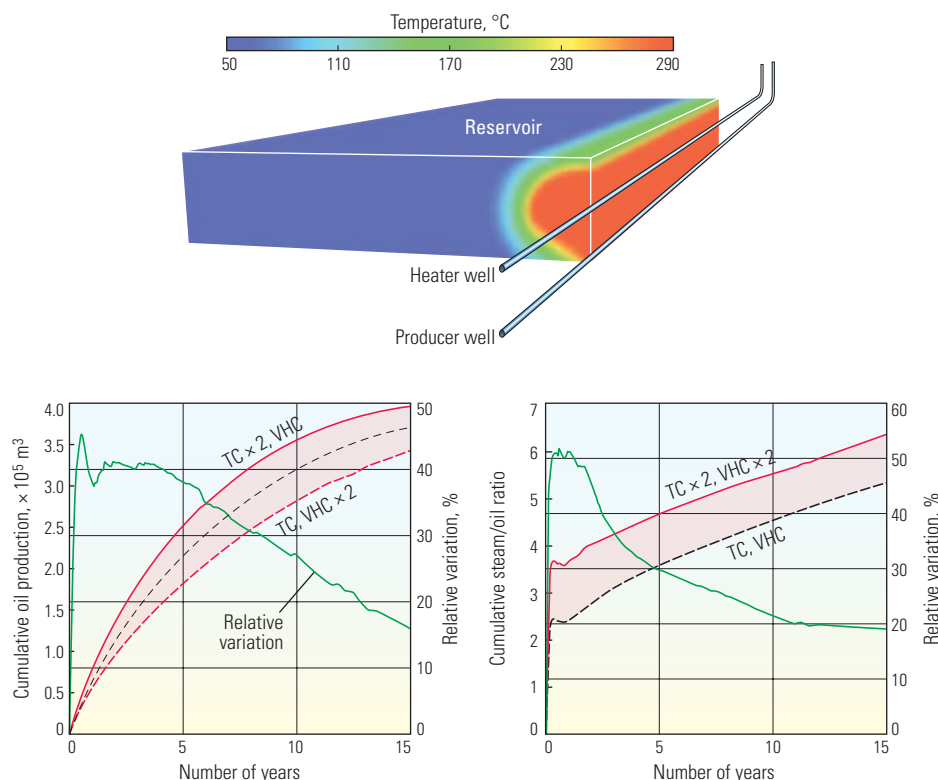 Temperature, °C
50 110 170 230 290
Reservoir
Heater well
Producer well
Cumulative oil production, × 10⁵ m³
4.0
3.5
3.0
2.5
2.0
1.5
1.0
0.5
0
TC × 2, VHC
TC, VHC × 2
Relative
variation
50
40
30
20
10
0
Relative variation, %
0 5 10 15
Number of years
Cumulative steam/oil ratio
7
6
5
4
3
2
1
0
TC × 2, VHC × 2
TC, VHC
60
50
40
30
20
10
0
Relative variation, %
0 5 10 15
Number of years